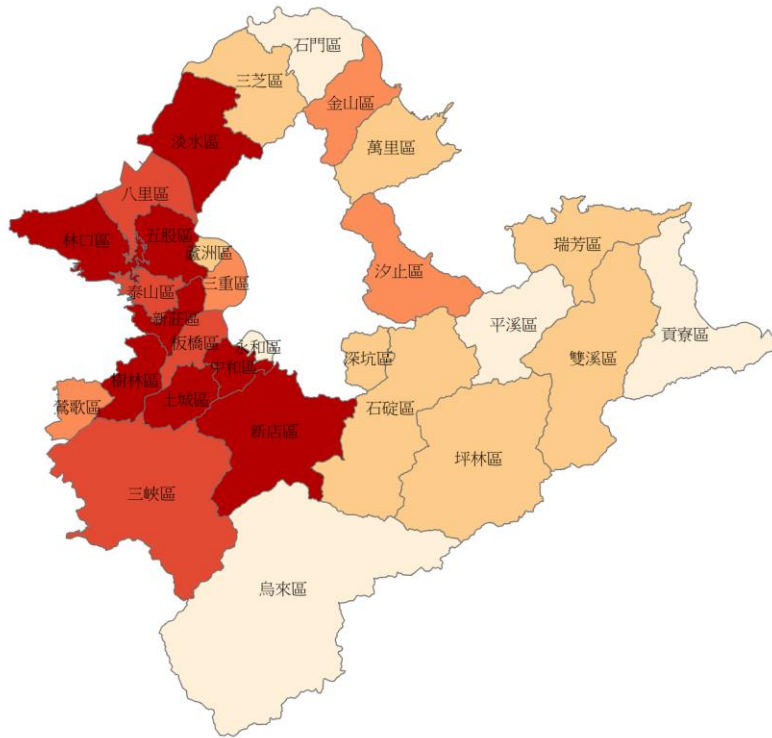 石門區
三芝區
金山區
淡水區
萬里區
八里區
林口區
五股區
蘆洲區
瑞芳區
汐止區
三重區
泰山區
新莊區
平溪區
貢寮區
板橋區
永和區
深坑區
雙溪區
中和區
樹林區
土城區
鶯歌區
石碇區
新店區
坪林區
三峽區
烏來區